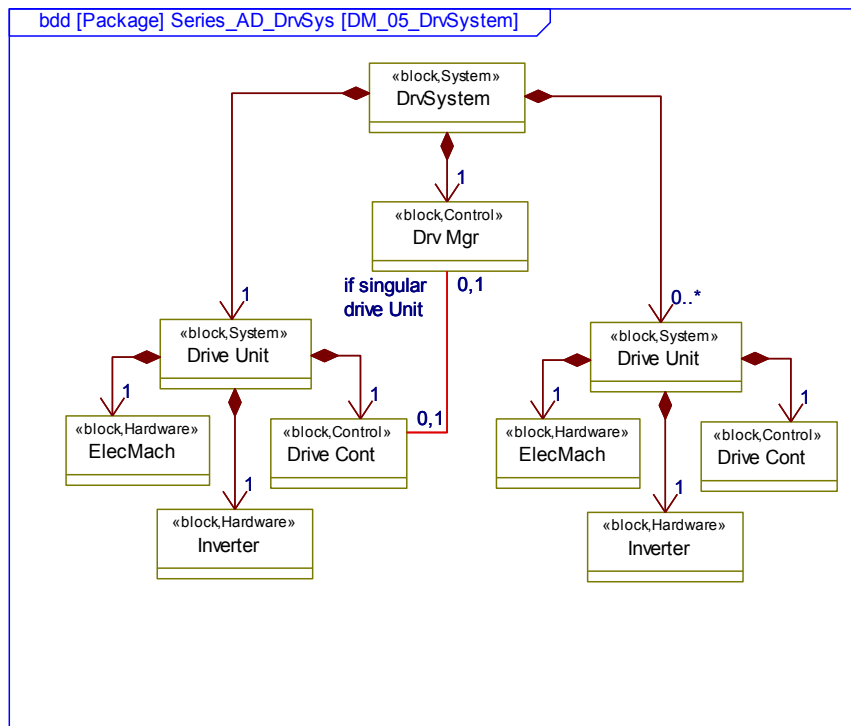 bdd [Package] Series_AD_DrvSys [DM_05_DrvSystem]
«block,System»
DrvSystem
1
«block,Control»
Drv Mgr
if singular
drive Unit
0,1
1
0..*
«block,System»
Drive Unit
«block,System»
Drive Unit
1
1
1
1
«block,Hardware»
ElecMach
«block,Control»
Drive Cont
0,1
«block,Hardware»
ElecMach
«block,Control»
Drive Cont
1
1
«block,Hardware»
Inverter
«block,Hardware»
Inverter